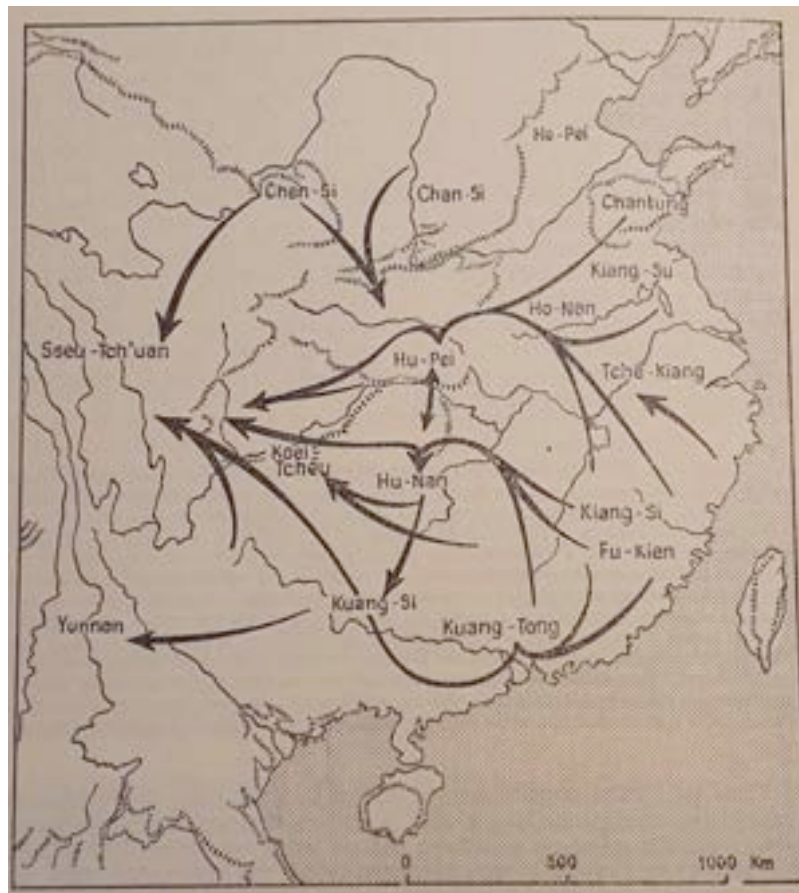 He-Pei
Chen-Si
Chan-Si
Chantung
Kiang-Su
Ho-Nan
Sseu-Tch'uan
Hu-Pei
Tche-Kiang
Koei-
Tcheu
Hu-Nan
Kiang-Si
Fu-Kien
Kuang-Si
Yunnan
Kuang-Tong
0 500 1000 Km